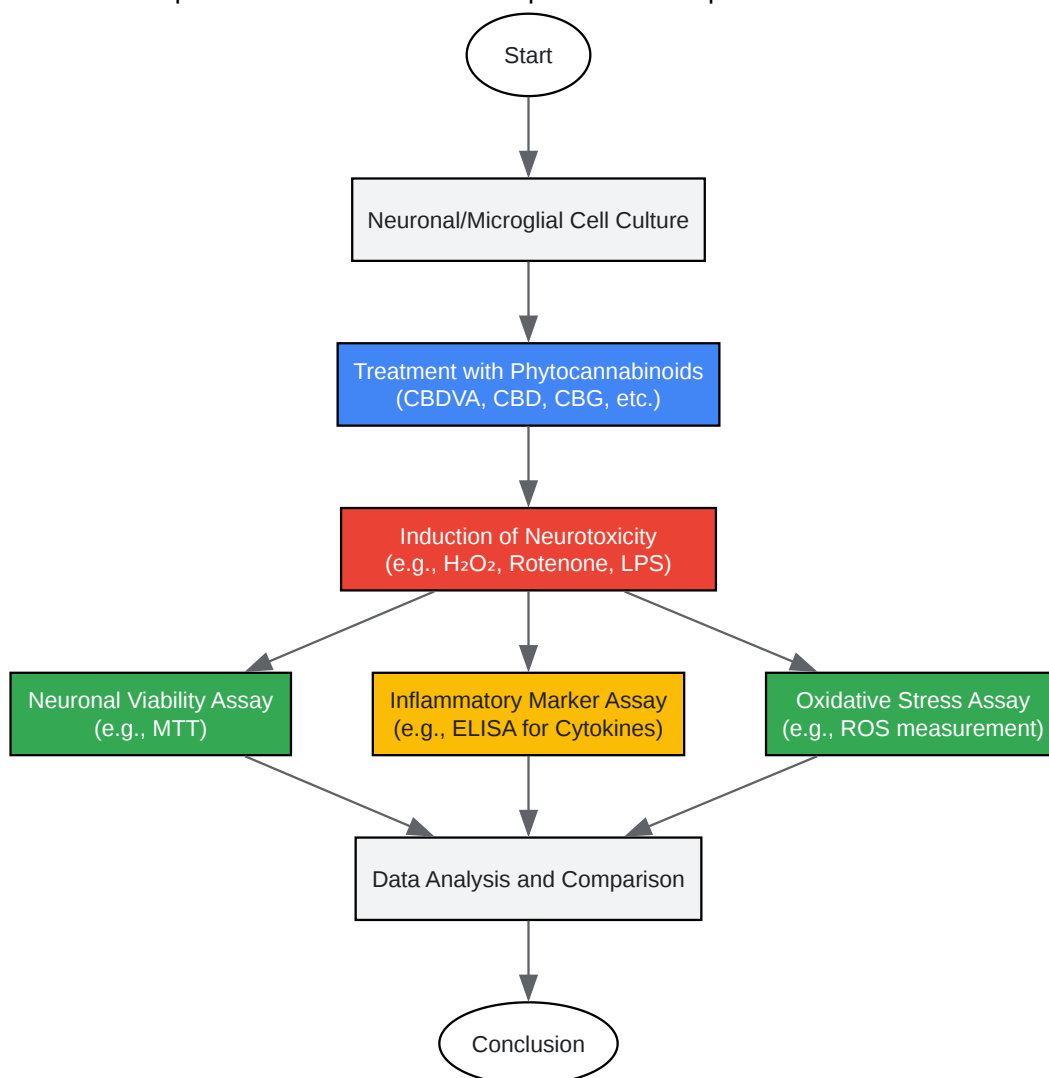 Start
Neuronal/Microglial Cell Culture
Treatment with Phytocannabinoids
(CBDVA, CBD, CBG, etc.)
Induction of Neurotoxicity
(e.g., H₂O₂, Rotenone, LPS)
Neuronal Viability Assay
(e.g., MTT)
Inflammatory Marker Assay
(e.g., ELISA for Cytokines)
Oxidative Stress Assay
(e.g., ROS measurement)
Data Analysis and Comparison
Conclusion